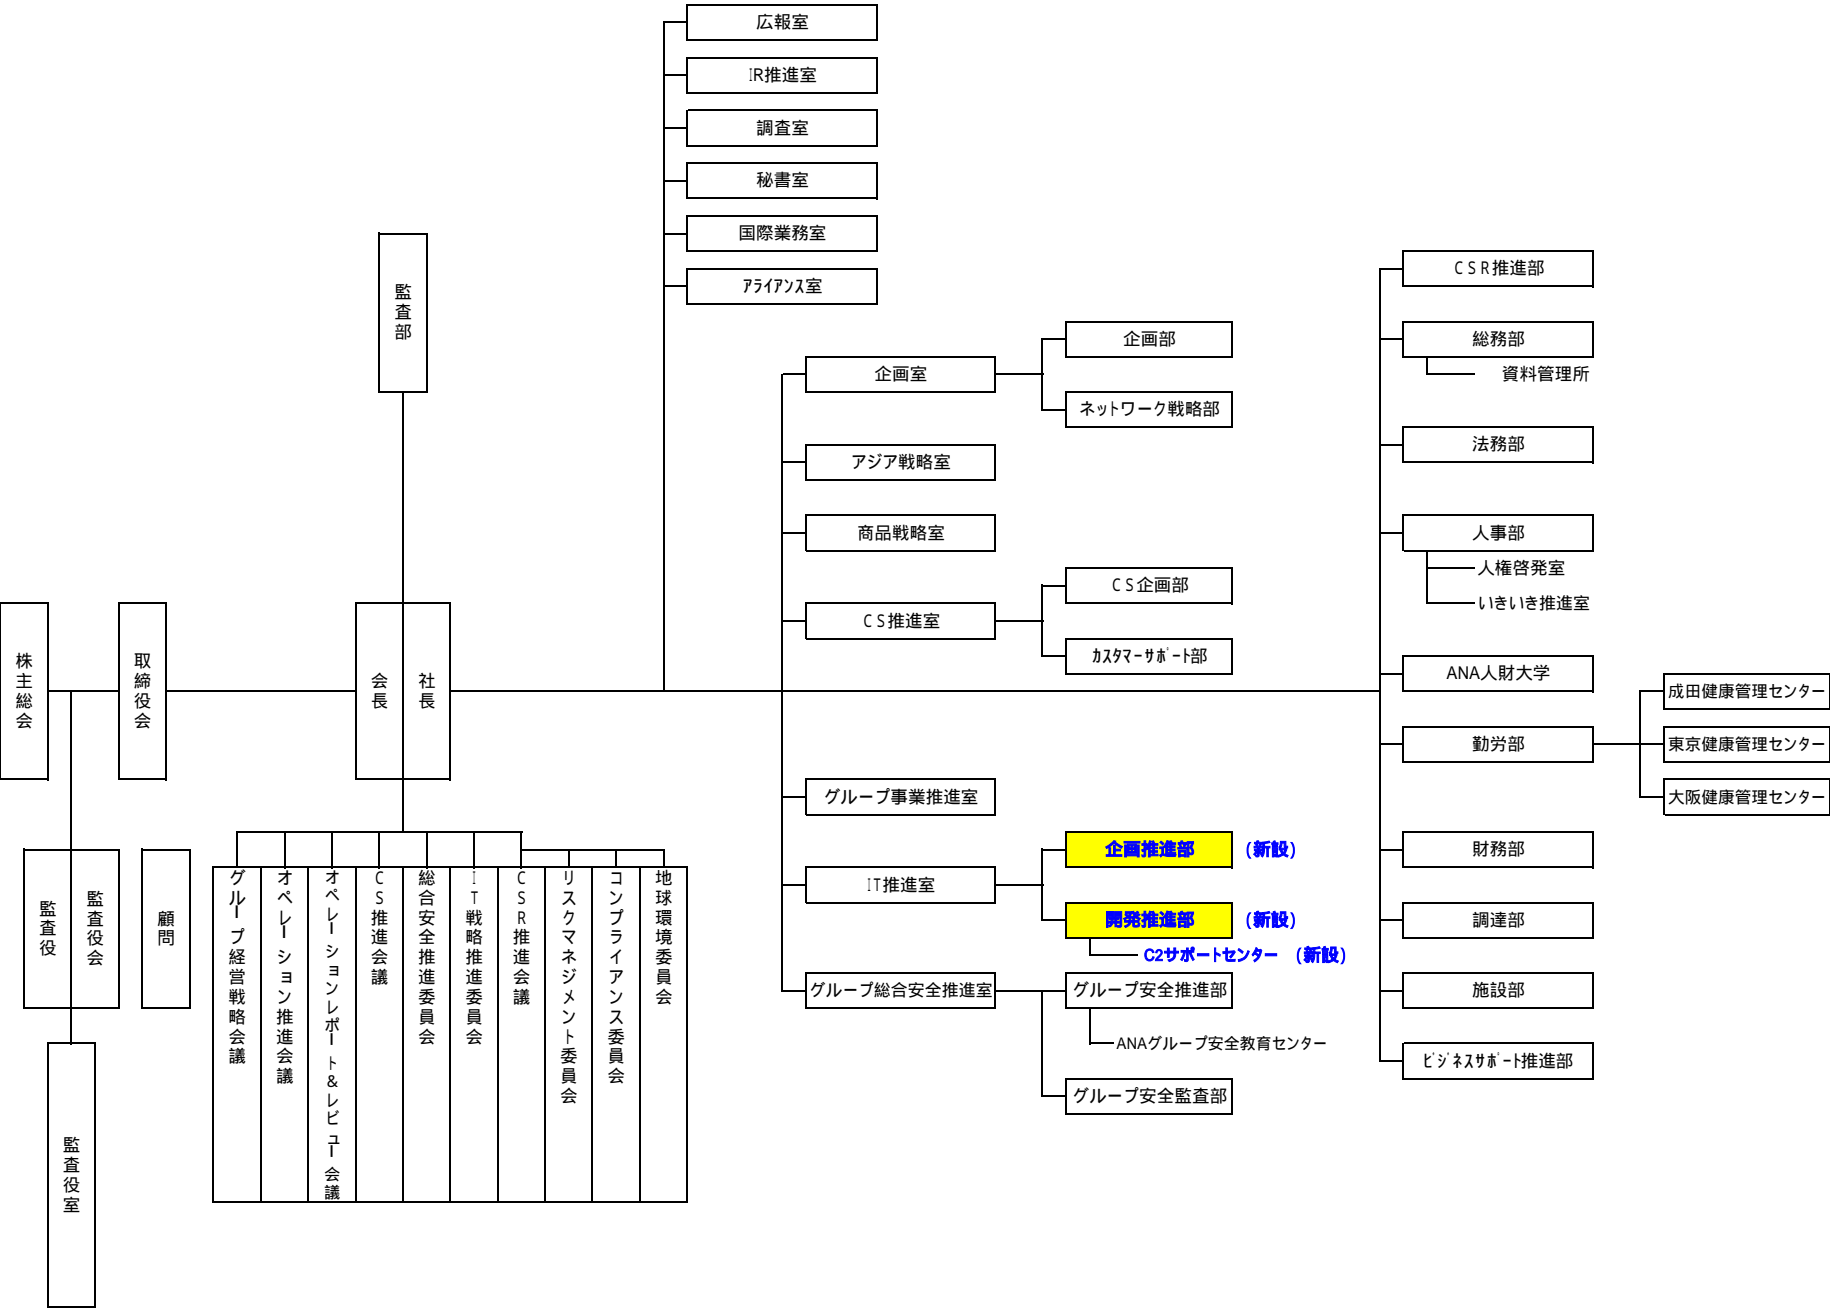 広報室
IR推進室
調査室
秘書室
国際業務室
ｱﾗｲｱﾝｽ室
監査部
株主総会
取締役会
会長
社長
監査役
監査役会
顧問
監査役室
グループ経営戦略会議
オペレーション推進会議
オペレーションレポート&レビュー会議
CS推進会議
総合安全推進委員会
IT戦略推進委員会
CSR推進会議
リスクマネジメント委員会
コンプライアンス委員会
地球環境委員会
企画室
企画部
ネットワーク戦略部
アジア戦略室
商品戦略室
CS推進室
CS企画部
ｶｽﾀﾏｰｻﾎﾟｰﾄ部
グループ事業推進室
IT推進室
企画推進部 (新設)
開発推進部 (新設)
C2サポートセンター (新設)
グループ総合安全推進室
グループ安全推進部
ANAグループ安全教育センター
グループ安全監査部
CSR推進部
総務部
資料管理所
法務部
人事部
人権啓発室
いきいき推進室
ANA人財大学
勤労部
成田健康管理センター
東京健康管理センター
大阪健康管理センター
財務部
調達部
施設部
ﾋﾞｼﾞﾈｽｻﾎﾟｰﾄ推進部